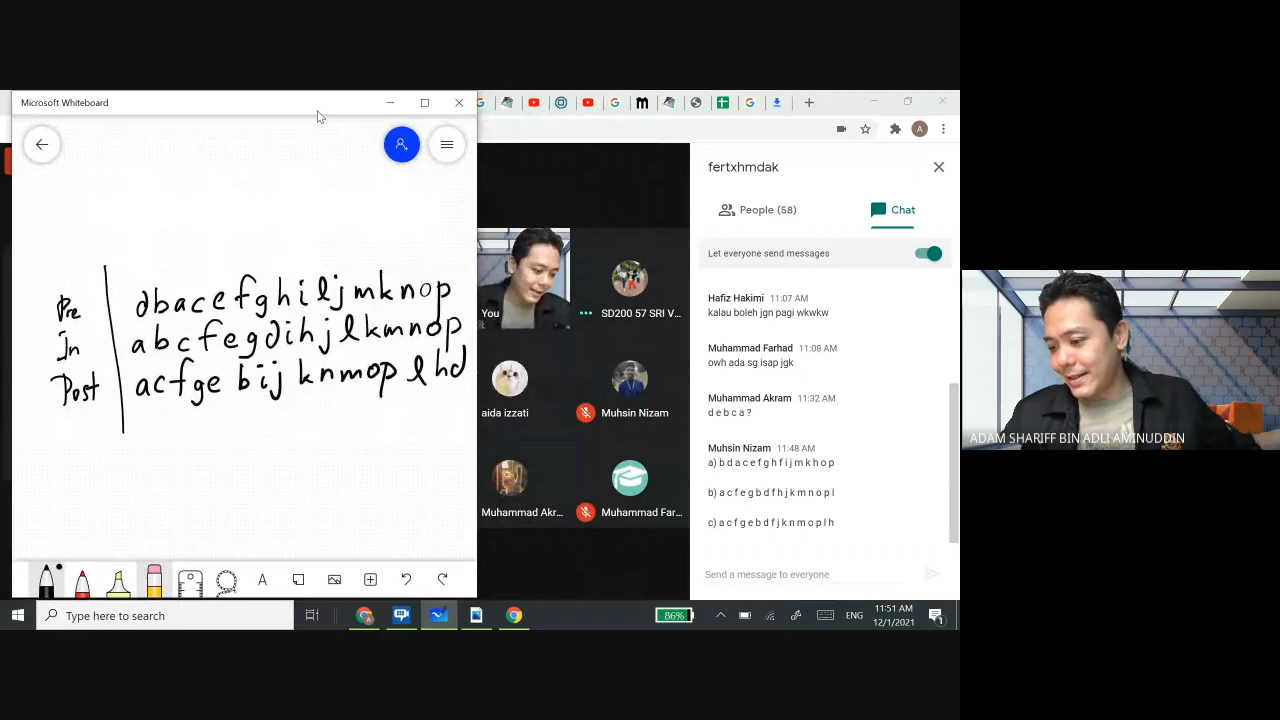 Microsoft Whiteboard
Pre dbacefghiljmknop
In abcfegdihjlkmnop
Post acfgebijknmoplhd
You
SD200 57 SRI V...
aida izzati
Muhsin Nizam
Muhammad Akr...
Muhammad Far...
A
fertxhmdak
People (58)
Chat
Let everyone send messages
Hafiz Hakimi 11:07 AM
kalau boleh jgn pagi wkwkw
Muhammad Farhad 11:08 AM
owh ada sg isap jgk
Muhammad Akram 11:32 AM
d e b c a ?
Muhsin Nizam 11:48 AM
a) b d a c e f g h f i j m k h o p
b) a c f e g b d f h j k m n o p l
c) a c f g e b d f j k n m o p l h
Send a message to everyone
ADAM SHARIFF BIN ADLI AMINUDDIN
Type here to search
86%
ENG
11:51 AM
12/1/2021